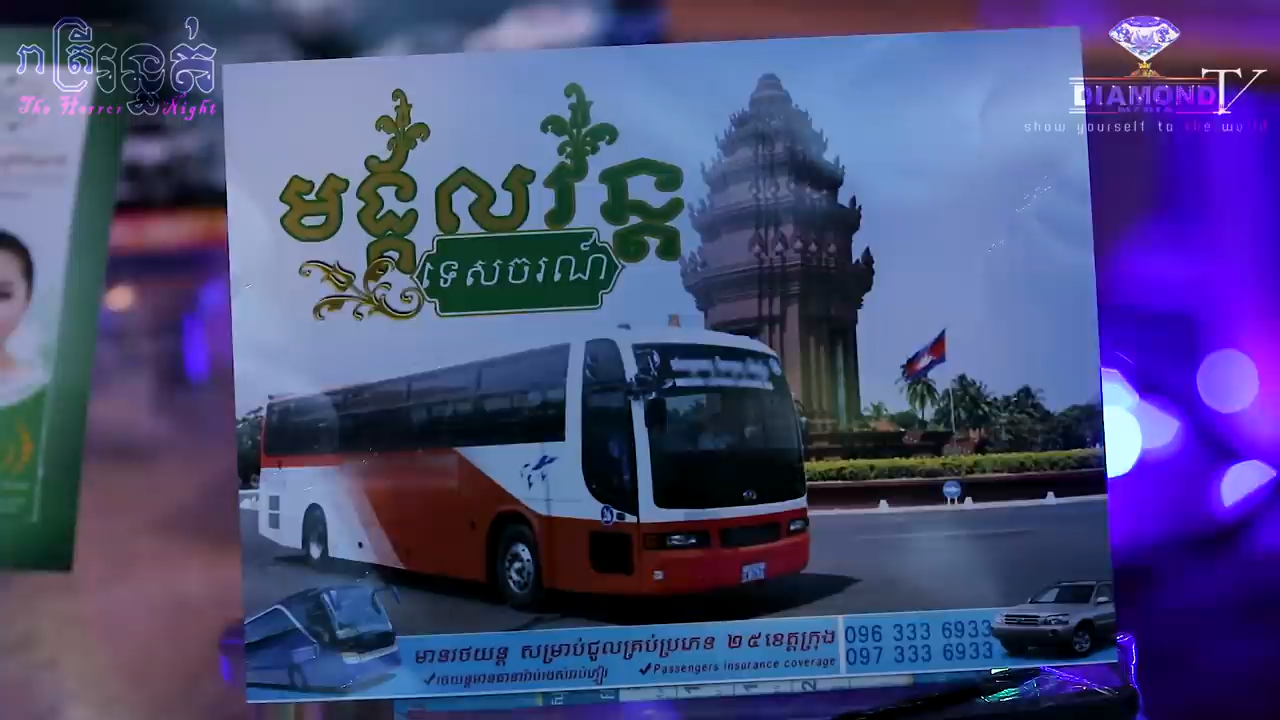 រាត្រីរន្ធត់
The Horror Night
DIAMOND TV
show yourself to the world
មង្គលវ័ន្ត
ទេសចរណ៍
មានរថយន្ត សម្រាប់ជួលគ្រប់ប្រភេទ ២៥ខេត្តក្រុង
✓Passengers insurance coverage
096 333 6933
097 333 6933